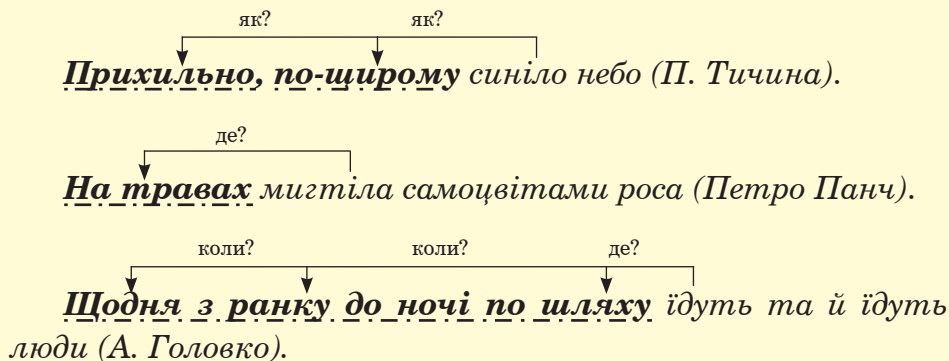 як? як?
Прихильно, по-щирому синіло небо (П. Тичина).
де?
На травах мигтіла самоцвітами роса (Петро Панч).
коли? коли? де?
Щодня з ранку до ночі по шляху їдуть та й їдуть
люди (А. Головко).